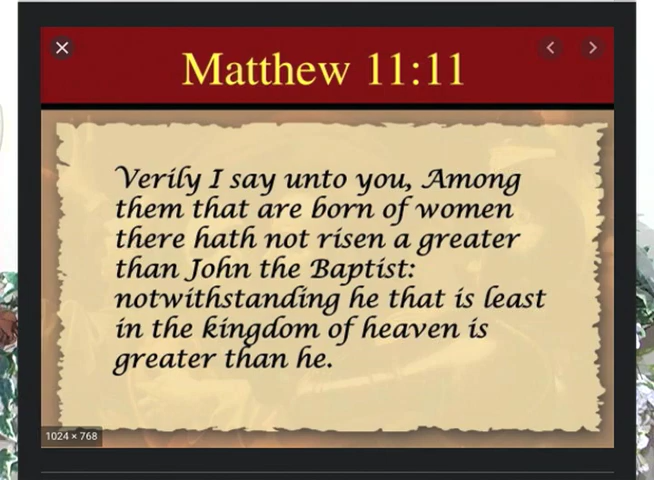 Matthew 11:11
Verily I say unto you, Among
them that are born of women
there hath not risen a greater
than John the Baptist:
notwithstanding he that is least
in the kingdom of heaven is
greater than he.
1024 × 768